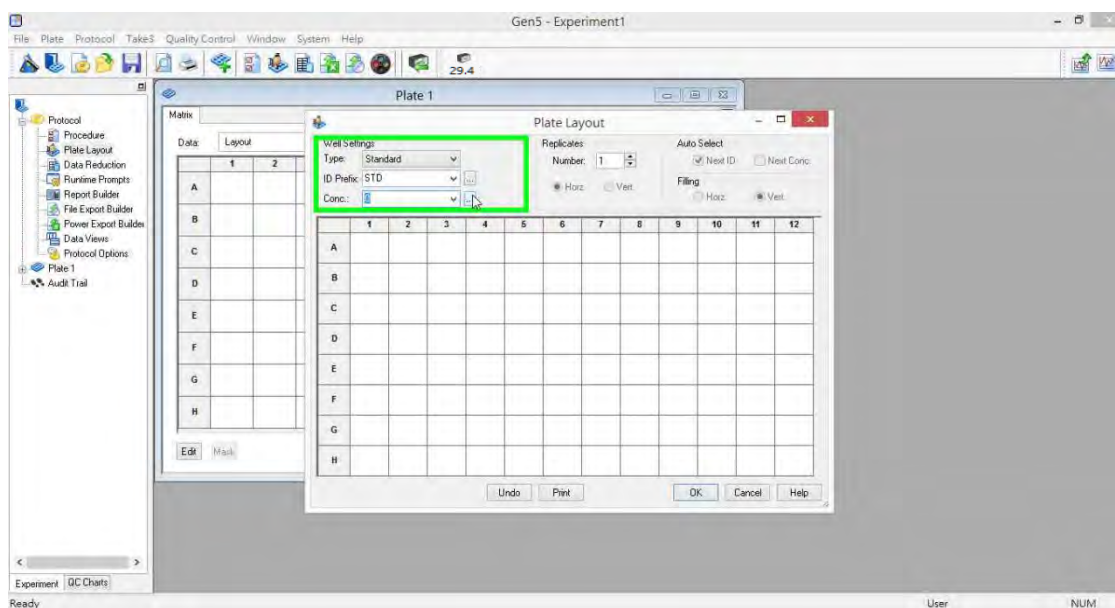 Gen5 - Experiment1
File Plate Protocol Take3 Quality Control Window System Help
29.4
Protocol
Procedure
Plate Layout
Data Reduction
Runtime Prompts
Report Builder
File Export Builder
Power Export Builder
Data Views
Protocol Options
Plate 1
Audit Trail
Experiment QC Charts
Plate 1
Matrix
Data: Layout
1 2
A
B
C
D
E
F
G
H
Edit Mask
Plate Layout
Well Settings
Type: Standard
ID Prefix: STD
Conc.:
Replicates
Number: 1
Horz Vert
Auto Select
Next ID Next Conc.
Filling
Horz Vert
1 2 3 4 5 6 7 8 9 10 11 12
A
B
C
D
E
F
G
H
Undo Print OK Cancel Help
Ready User NUM